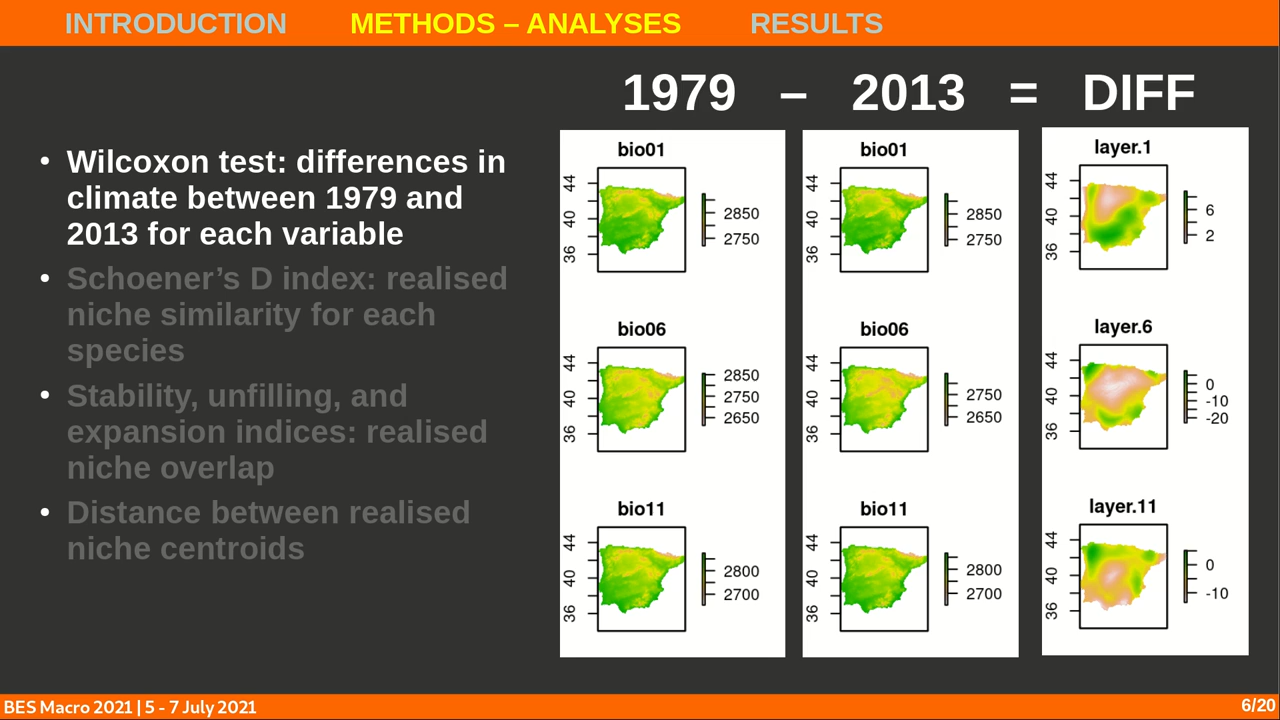 INTRODUCTION METHODS – ANALYSES RESULTS
1979 – 2013 = DIFF
• Wilcoxon test: differences in
climate between 1979 and
2013 for each variable
• Schoener’s D index: realised
niche similarity for each
species
• Stability, unfilling, and
expansion indices: realised
niche overlap
• Distance between realised
niche centroids
bio01
44
40
36
2850
2750
bio06
44
40
36
2850
2750
2650
bio11
44
40
36
2800
2700
bio01
44
40
36
2850
2750
bio06
44
40
36
2750
2650
bio11
44
40
36
2800
2700
layer.1
44
40
36
6
2
layer.6
44
40
36
0
-10
-20
layer.11
44
40
36
0
-10
BES Macro 2021 | 5 - 7 July 2021
6/20